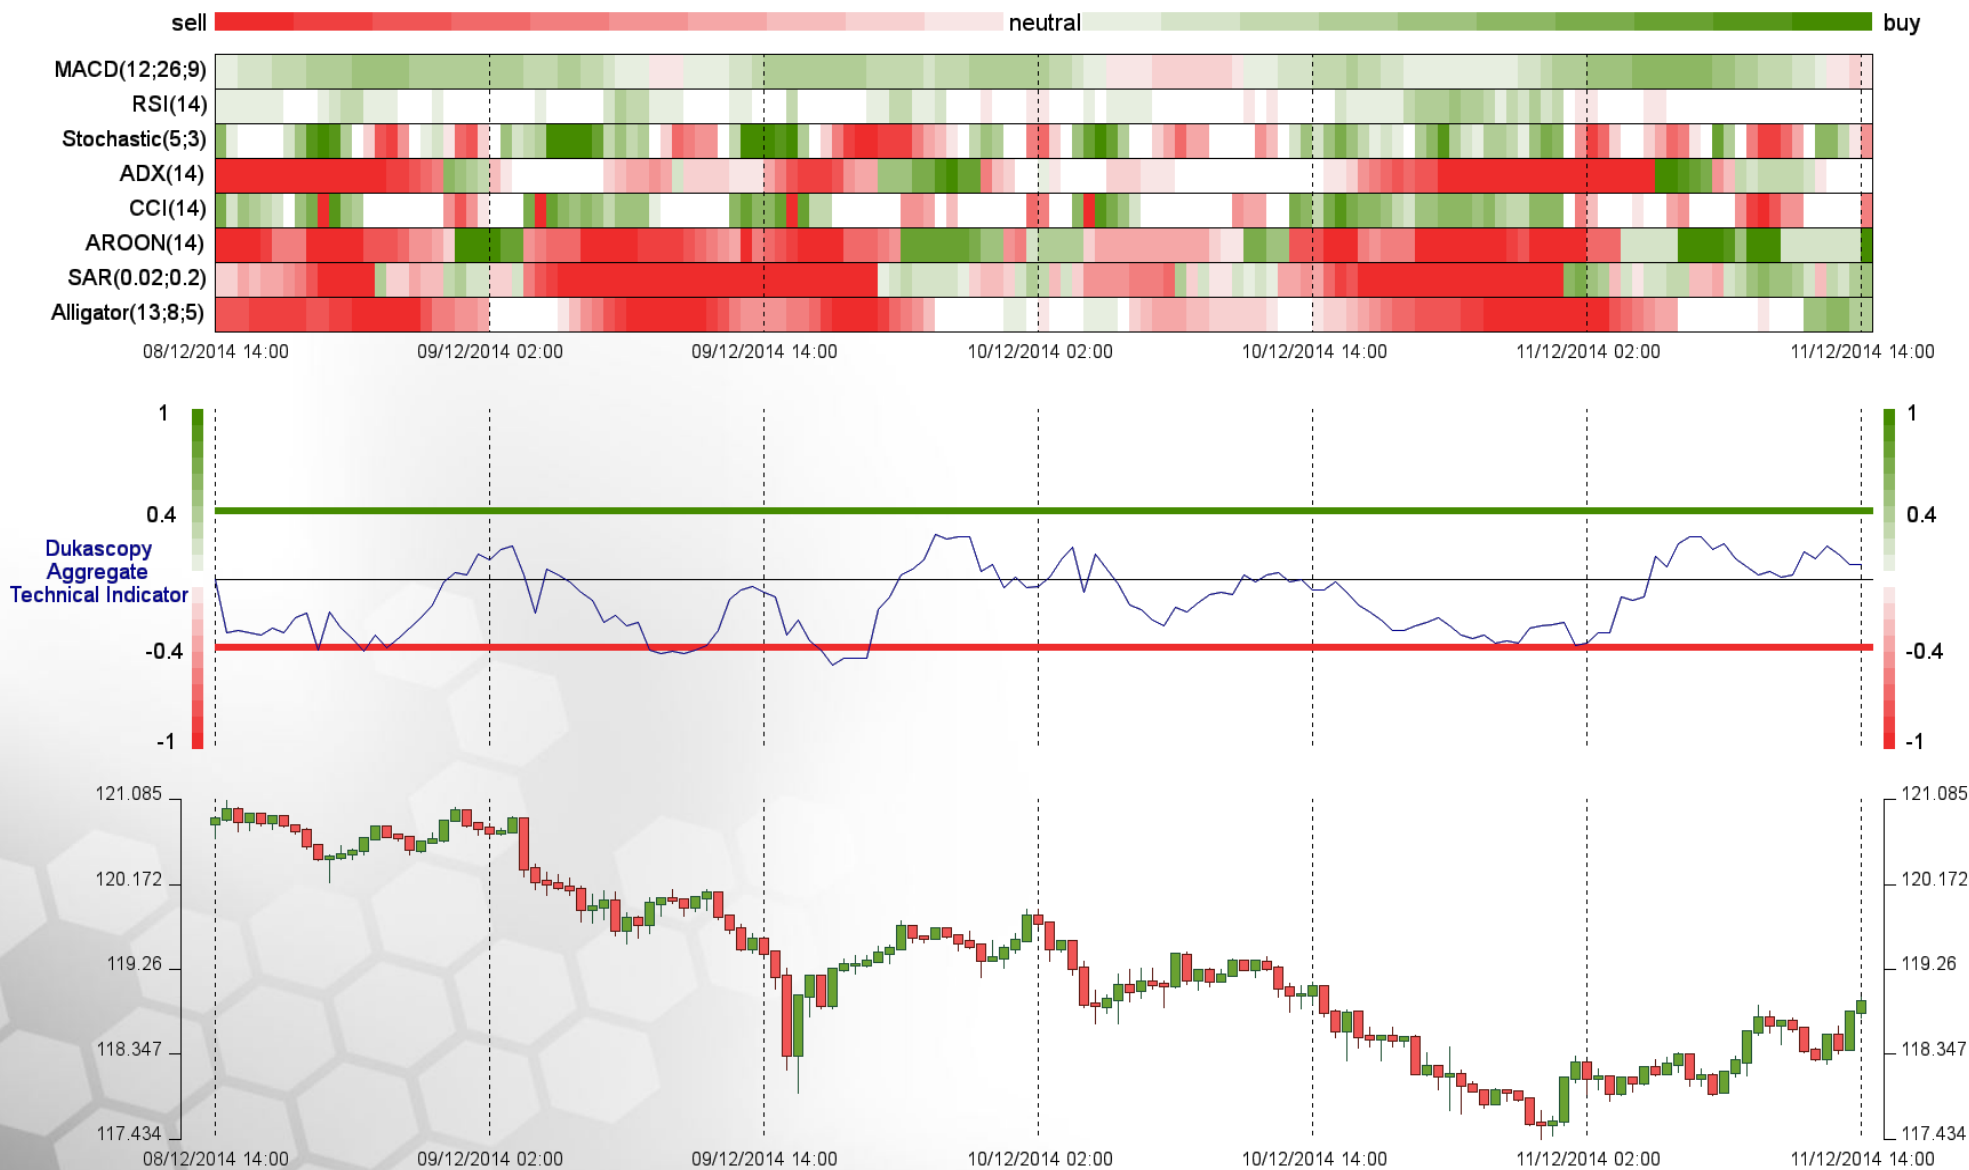 sell neutral buy
MACD(12;26;9)
RSI(14)
Stochastic(5;3)
ADX(14)
CCI(14)
AROON(14)
SAR(0.02;0.2)
Alligator(13;8;5)
08/12/2014 14:00 09/12/2014 02:00 09/12/2014 14:00 10/12/2014 02:00 10/12/2014 14:00 11/12/2014 02:00 11/12/2014 14:00
1 1
0.4 0.4
Dukascopy
Aggregate
Technical Indicator
-0.4 -0.4
-1 -1
121.085 121.085
120.172 120.172
119.26 119.26
118.347 118.347
117.434 117.434
08/12/2014 14:00 09/12/2014 02:00 09/12/2014 14:00 10/12/2014 02:00 10/12/2014 14:00 11/12/2014 02:00 11/12/2014 14:00